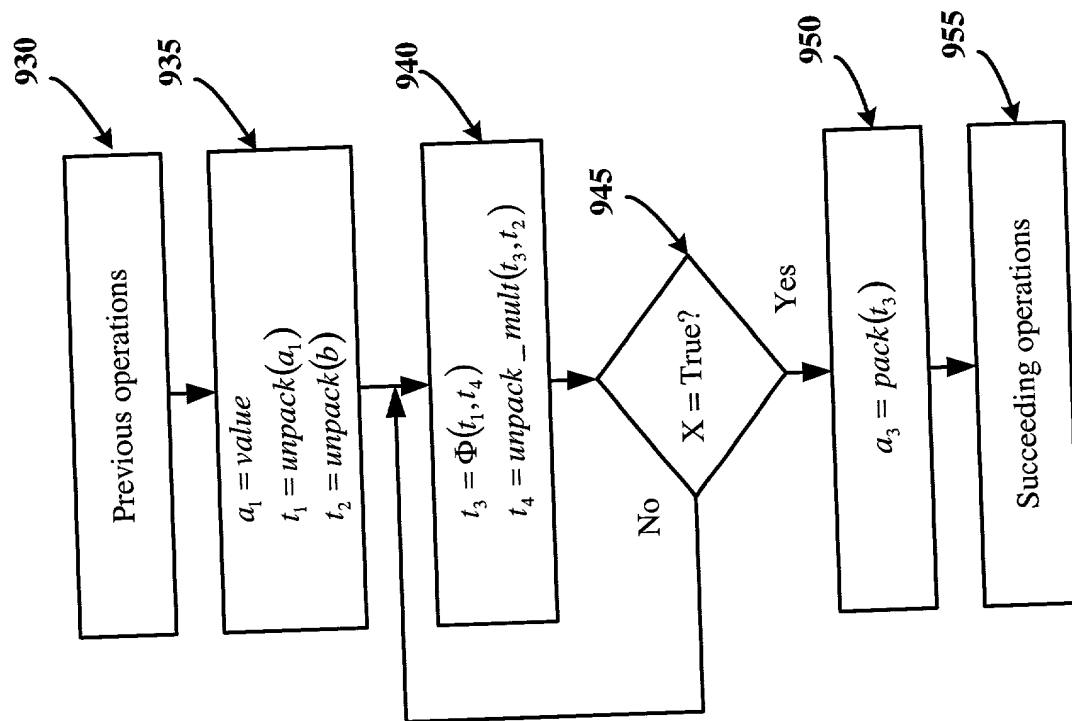 930
Previous operations
935
a₁ = value
t₁ = unpack(a₁)
t₂ = unpack(b)
940
t₃ = Φ(t₁, t₄)
t₄ = unpack_mult(t₃, t₂)
945
X = True?
No
Yes
950
a₃ = pack(t₃)
955
Succeeding operations